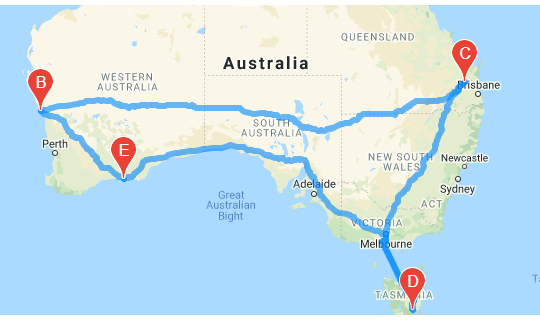 QUEENSLAND
C
Australia
B
WESTERN
AUSTRALIA
Brisbane
SOUTH
AUSTRALIA
Perth
E
NEW SOUTH
WALES
Newcastle
Adelaide
Sydney
Great
Australian
Bight
ACT
VICTORIA
Melbourne
D
TASMANIA